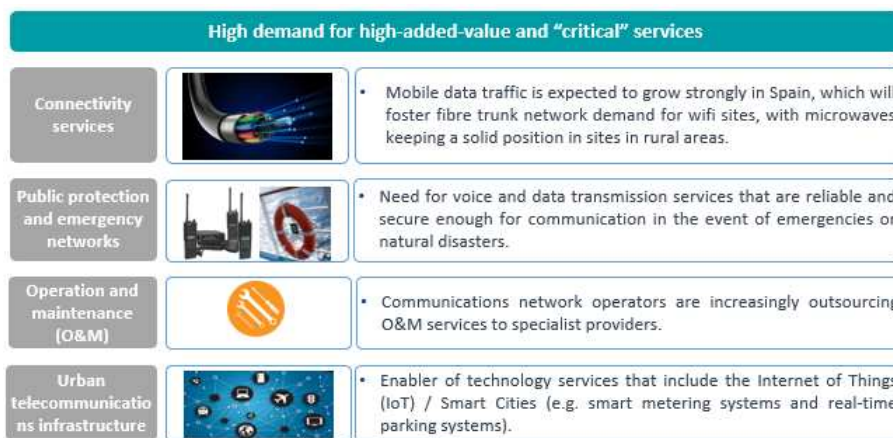 High demand for high-added-value and “critical” services
Connectivity
services
• Mobile data traffic is expected to grow strongly in Spain, which will
foster fibre trunk network demand for wifi sites, with microwaves
keeping a solid position in sites in rural areas.
Public protection
and emergency
networks
• Need for voice and data transmission services that are reliable and
secure enough for communication in the event of emergencies or
natural disasters.
Operation and
maintenance
(O&M)
• Communications network operators are increasingly outsourcing
O&M services to specialist providers.
Urban
telecommunicatio
ns infrastructure
• Enabler of technology services that include the Internet of Things
(IoT) / Smart Cities (e.g. smart metering systems and real-time
parking systems).